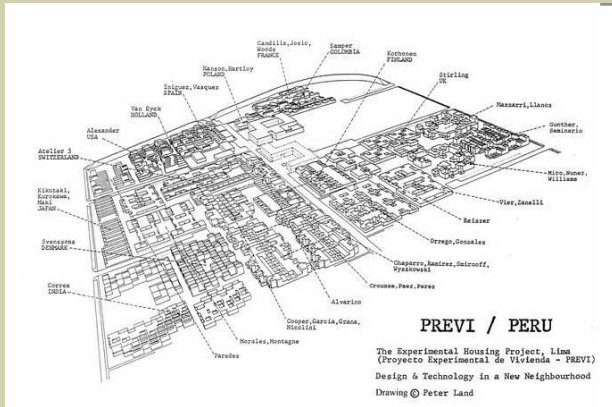 Candilis, Josic,
Woods
FRANCE
Samper
COLOMBIA
Korhonen
FINLAND
Hanson, Hartley
POLAND
Stirling
UK
Iniguez, Vasquez
SPAIN
Mazzarri, Llanos
Van Eyck
HOLLAND
Gunther,
Seminario
Alexander
USA
Atelier 5
SWITZERLAND
Miro, Nunez,
Williams
Kikutaki,
Kurokawa,
Maki
JAPAN
Vier, Zanelli
Reisser
Orrego, Gonzales
Svenssons
DENMARK
Chaparro, Ramirez, Smirnoff,
Wyszkowski
Crousse, Paez, Perez
Correa
INDIA
Alvarino
Cooper, Garcia, Grana,
Nicolini
Morales, Montagne
Paredes
PREVI / PERU
The Experimental Housing Project, Lima
(Proyecto Experimental de Vivienda - PREVI)
Design & Technology in a New Neighbourhood
Drawing © Peter Land